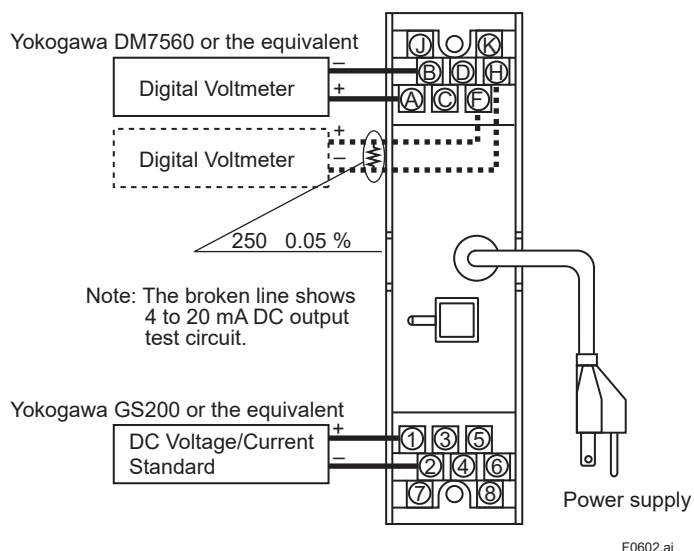 Yokogawa DM7560 or the equivalent
J K
– B D H
Digital Voltmeter
+ A C F
+
Digital Voltmeter
–
250 0.05 %
Note: The broken line shows
4 to 20 mA DC output
test circuit.
Yokogawa GS200 or the equivalent
+ 1 3 5
DC Voltage/Current
Standard
– 2 4 6
7 8
Power supply
F0602.ai